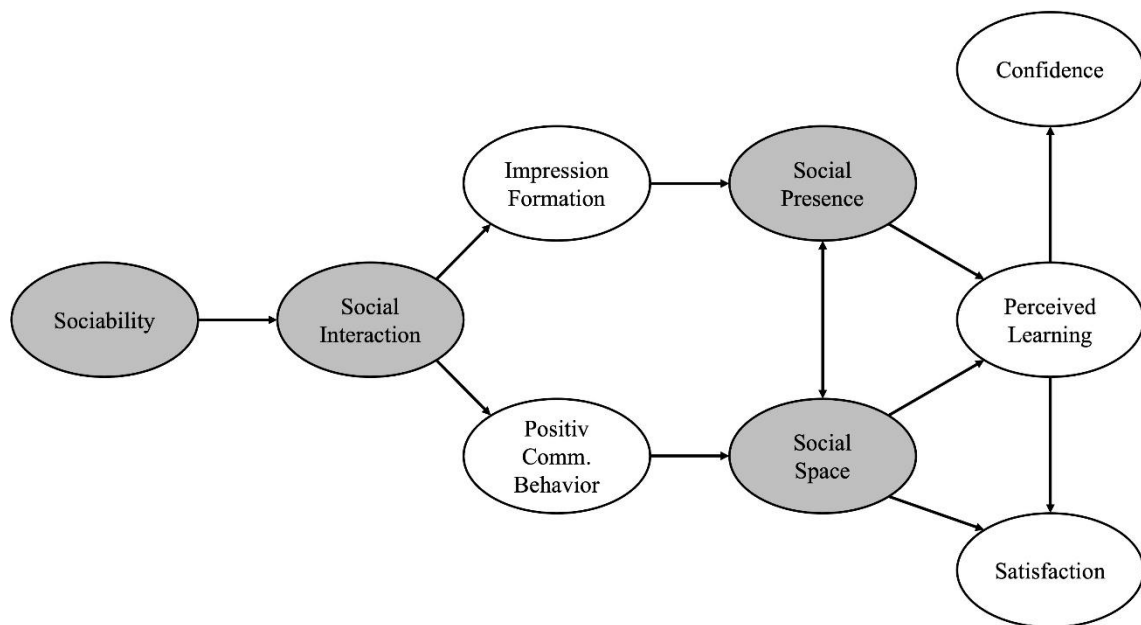 Confidence
Impression
Formation
Social
Presence
Sociability
Social
Interaction
Perceived
Learning
Positiv
Comm.
Behavior
Social
Space
Satisfaction